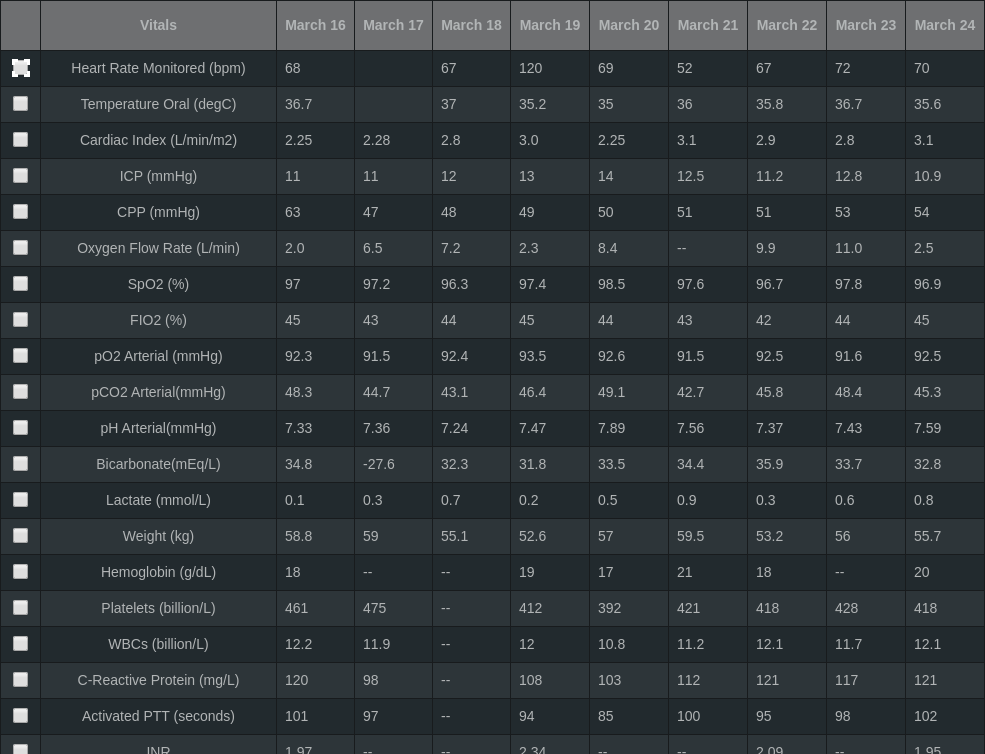 Vitals March 16 March 17 March 18 March 19 March 20 March 21 March 22 March 23 March 24
Heart Rate Monitored (bpm) 68 67 120 69 52 67 72 70
Temperature Oral (degC) 36.7 37 35.2 35 36 35.8 36.7 35.6
Cardiac Index (L/min/m2) 2.25 2.28 2.8 3.0 2.25 3.1 2.9 2.8 3.1
ICP (mmHg) 11 11 12 13 14 12.5 11.2 12.8 10.9
CPP (mmHg) 63 47 48 49 50 51 51 53 54
Oxygen Flow Rate (L/min) 2.0 6.5 7.2 2.3 8.4 -- 9.9 11.0 2.5
SpO2 (%) 97 97.2 96.3 97.4 98.5 97.6 96.7 97.8 96.9
FIO2 (%) 45 43 44 45 44 43 42 44 45
pO2 Arterial (mmHg) 92.3 91.5 92.4 93.5 92.6 91.5 92.5 91.6 92.5
pCO2 Arterial(mmHg) 48.3 44.7 43.1 46.4 49.1 42.7 45.8 48.4 45.3
pH Arterial(mmHg) 7.33 7.36 7.24 7.47 7.89 7.56 7.37 7.43 7.59
Bicarbonate(mEq/L) 34.8 -27.6 32.3 31.8 33.5 34.4 35.9 33.7 32.8
Lactate (mmol/L) 0.1 0.3 0.7 0.2 0.5 0.9 0.3 0.6 0.8
Weight (kg) 58.8 59 55.1 52.6 57 59.5 53.2 56 55.7
Hemoglobin (g/dL) 18 -- -- 19 17 21 18 -- 20
Platelets (billion/L) 461 475 -- 412 392 421 418 428 418
WBCs (billion/L) 12.2 11.9 -- 12 10.8 11.2 12.1 11.7 12.1
C-Reactive Protein (mg/L) 120 98 -- 108 103 112 121 117 121
Activated PTT (seconds) 101 97 -- 94 85 100 95 98 102
INR 1.97 -- -- 2.34 -- -- 2.09 -- 1.95